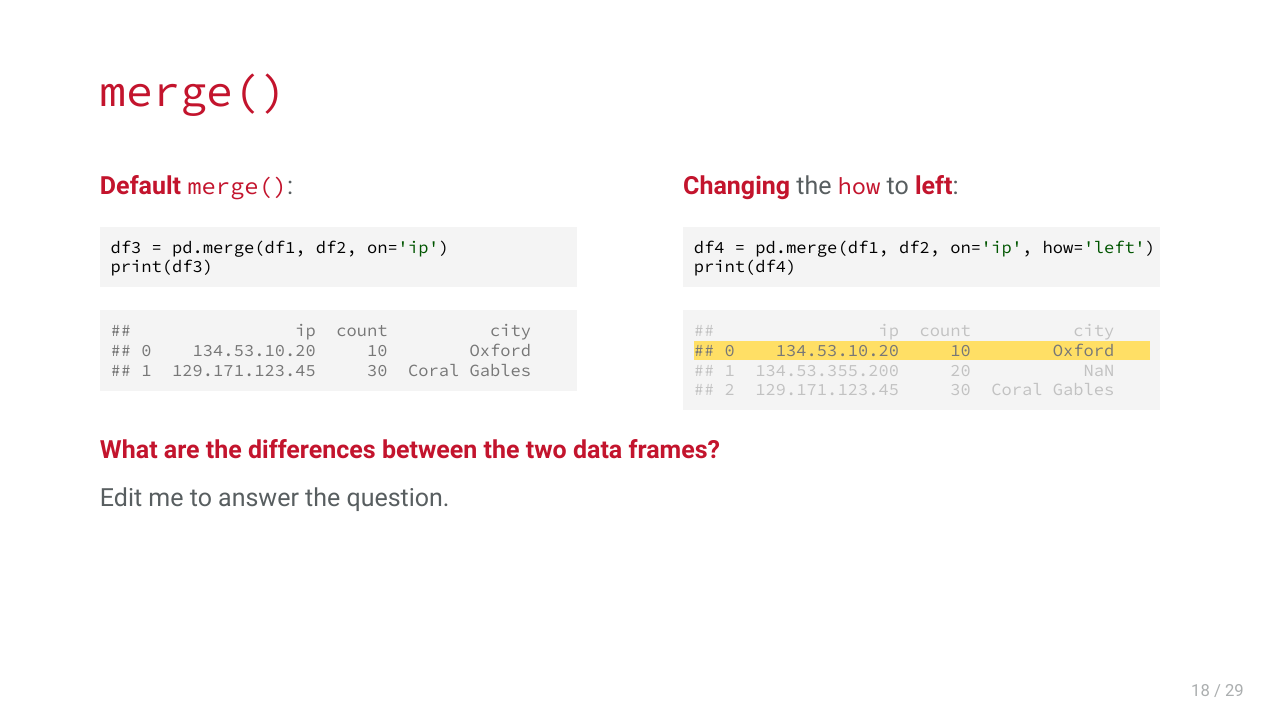 merge()
Default merge():
df3 = pd.merge(df1, df2, on='ip')
print(df3)
##                ip  count          city
## 0    134.53.10.20     10        Oxford
## 1  129.171.123.45     30  Coral Gables
Changing the how to left:
df4 = pd.merge(df1, df2, on='ip', how='left')
print(df4)
##                ip  count          city
## 0    134.53.10.20     10        Oxford
## 1  134.53.355.200     20           NaN
## 2  129.171.123.45     30  Coral Gables
What are the differences between the two data frames?
Edit me to answer the question.
18 / 29